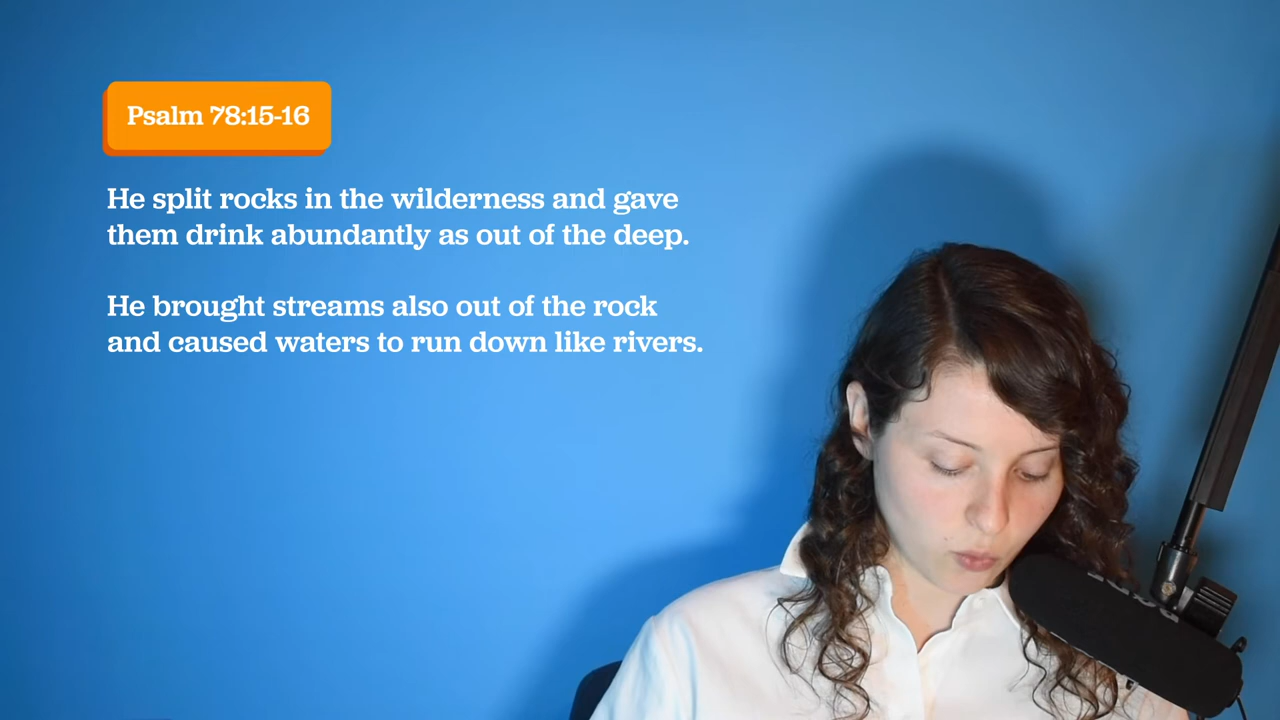 Psalm 78:15-16
He split rocks in the wilderness and gave
them drink abundantly as out of the deep.
He brought streams also out of the rock
and caused waters to run down like rivers.